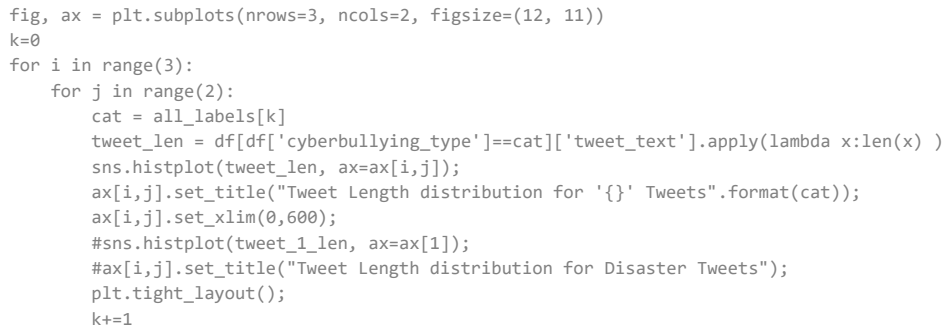 fig, ax = plt.subplots(nrows=3, ncols=2, figsize=(12, 11))
k=0
for i in range(3):
    for j in range(2):
        cat = all_labels[k]
        tweet_len = df[df['cyberbullying_type']==cat]['tweet_text'].apply(lambda x:len(x) )
        sns.histplot(tweet_len, ax=ax[i,j]);
        ax[i,j].set_title("Tweet Length distribution for '{}' Tweets".format(cat));
        ax[i,j].set_xlim(0,600);
        #sns.histplot(tweet_1_len, ax=ax[1]);
        #ax[i,j].set_title("Tweet Length distribution for Disaster Tweets");
        plt.tight_layout();
        k+=1